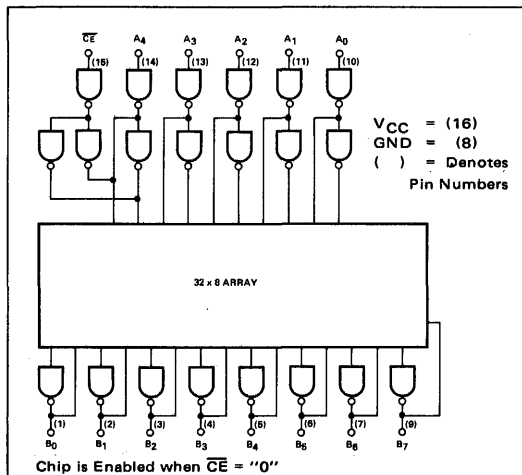 CE A4 A3 A2 A1 A0
(15) (14) (13) (12) (11) (10)
VCC = (16)
GND = (8)
( ) = Denotes
Pin Numbers
32 x 8 ARRAY
(1) (2) (3) (4) (5) (6) (7) (9)
B0 B1 B2 B3 B4 B5 B6 B7
Chip is Enabled when CE = "0"